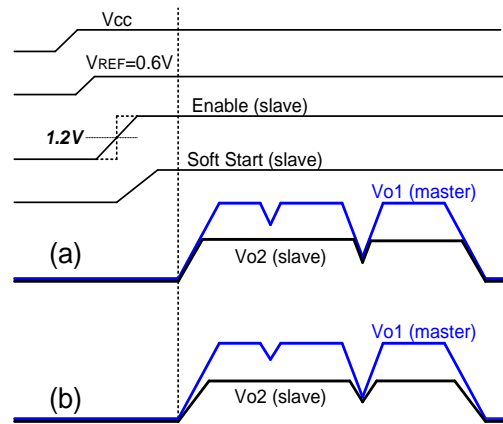 Vcc
VREF=0.6V
Enable (slave)
1.2V
Soft Start (slave)
Vo1 (master)
(a)
Vo2 (slave)
Vo1 (master)
(b)
Vo2 (slave)